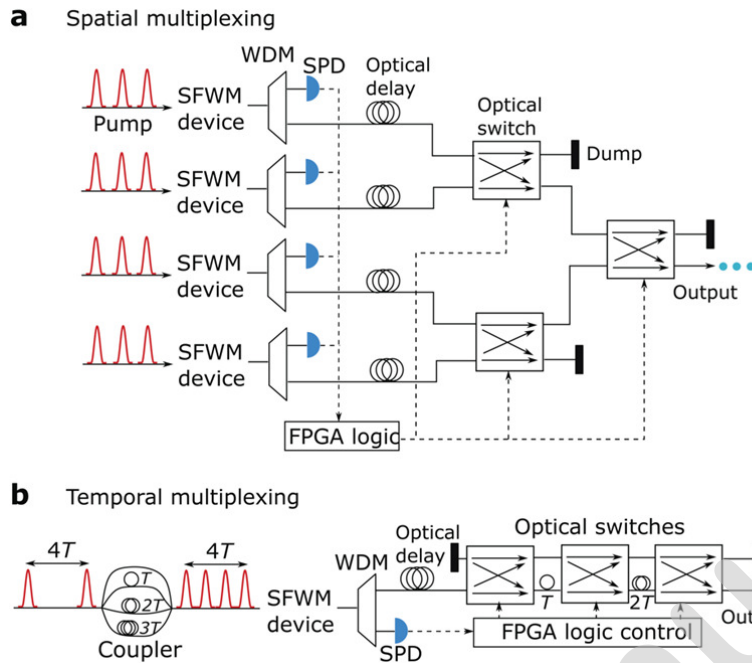 a Spatial multiplexing
WDM
SPD
Optical
delay
Pump
SFWM
device
Optical
switch
Dump
SFWM
device
SFWM
device
Output
SFWM
device
FPGA logic
b Temporal multiplexing
4T
4T
T
2T
3T
Coupler
SFWM
device
WDM
Optical
delay
SPD
Optical switches
T
2T
FPGA logic control